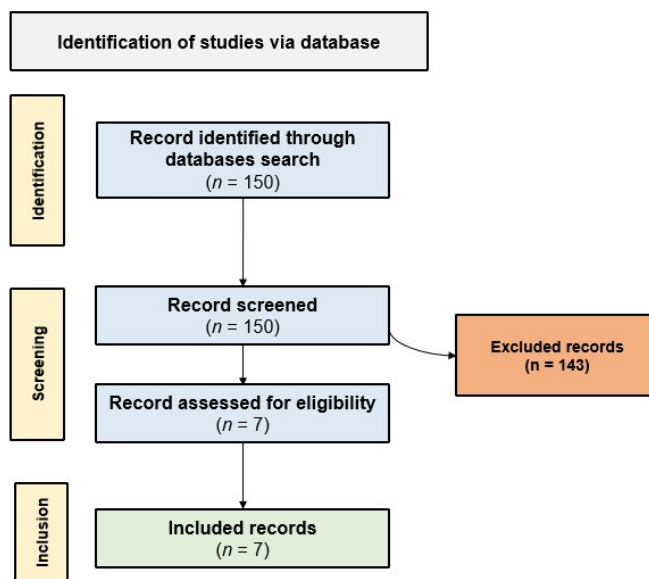 Identification of studies via database
Identification
Record identified through
databases search
(n = 150)
Screening
Record screened
(n = 150)
Excluded records
(n = 143)
Record assessed for eligibility
(n = 7)
Inclusion
Included records
(n = 7)